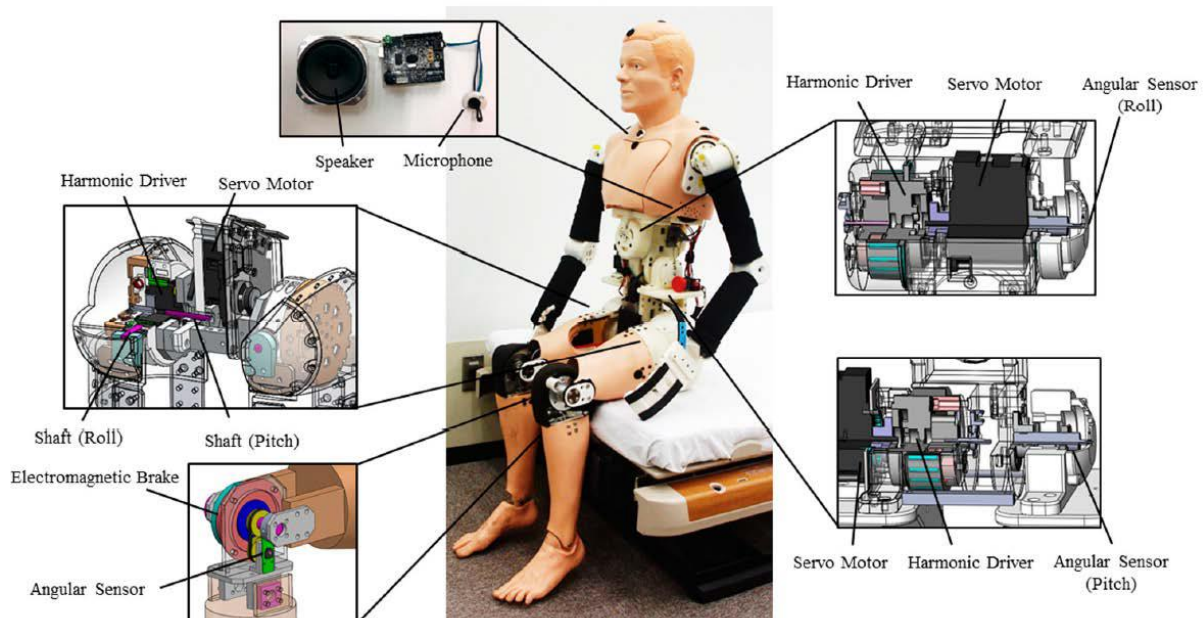 Speaker
Microphone
Harmonic Driver
Servo Motor
Shaft (Roll)
Shaft (Pitch)
Electromagnetic Brake
Angular Sensor
Harmonic Driver
Servo Motor
Angular Sensor
(Roll)
Servo Motor
Harmonic Driver
Angular Sensor
(Pitch)